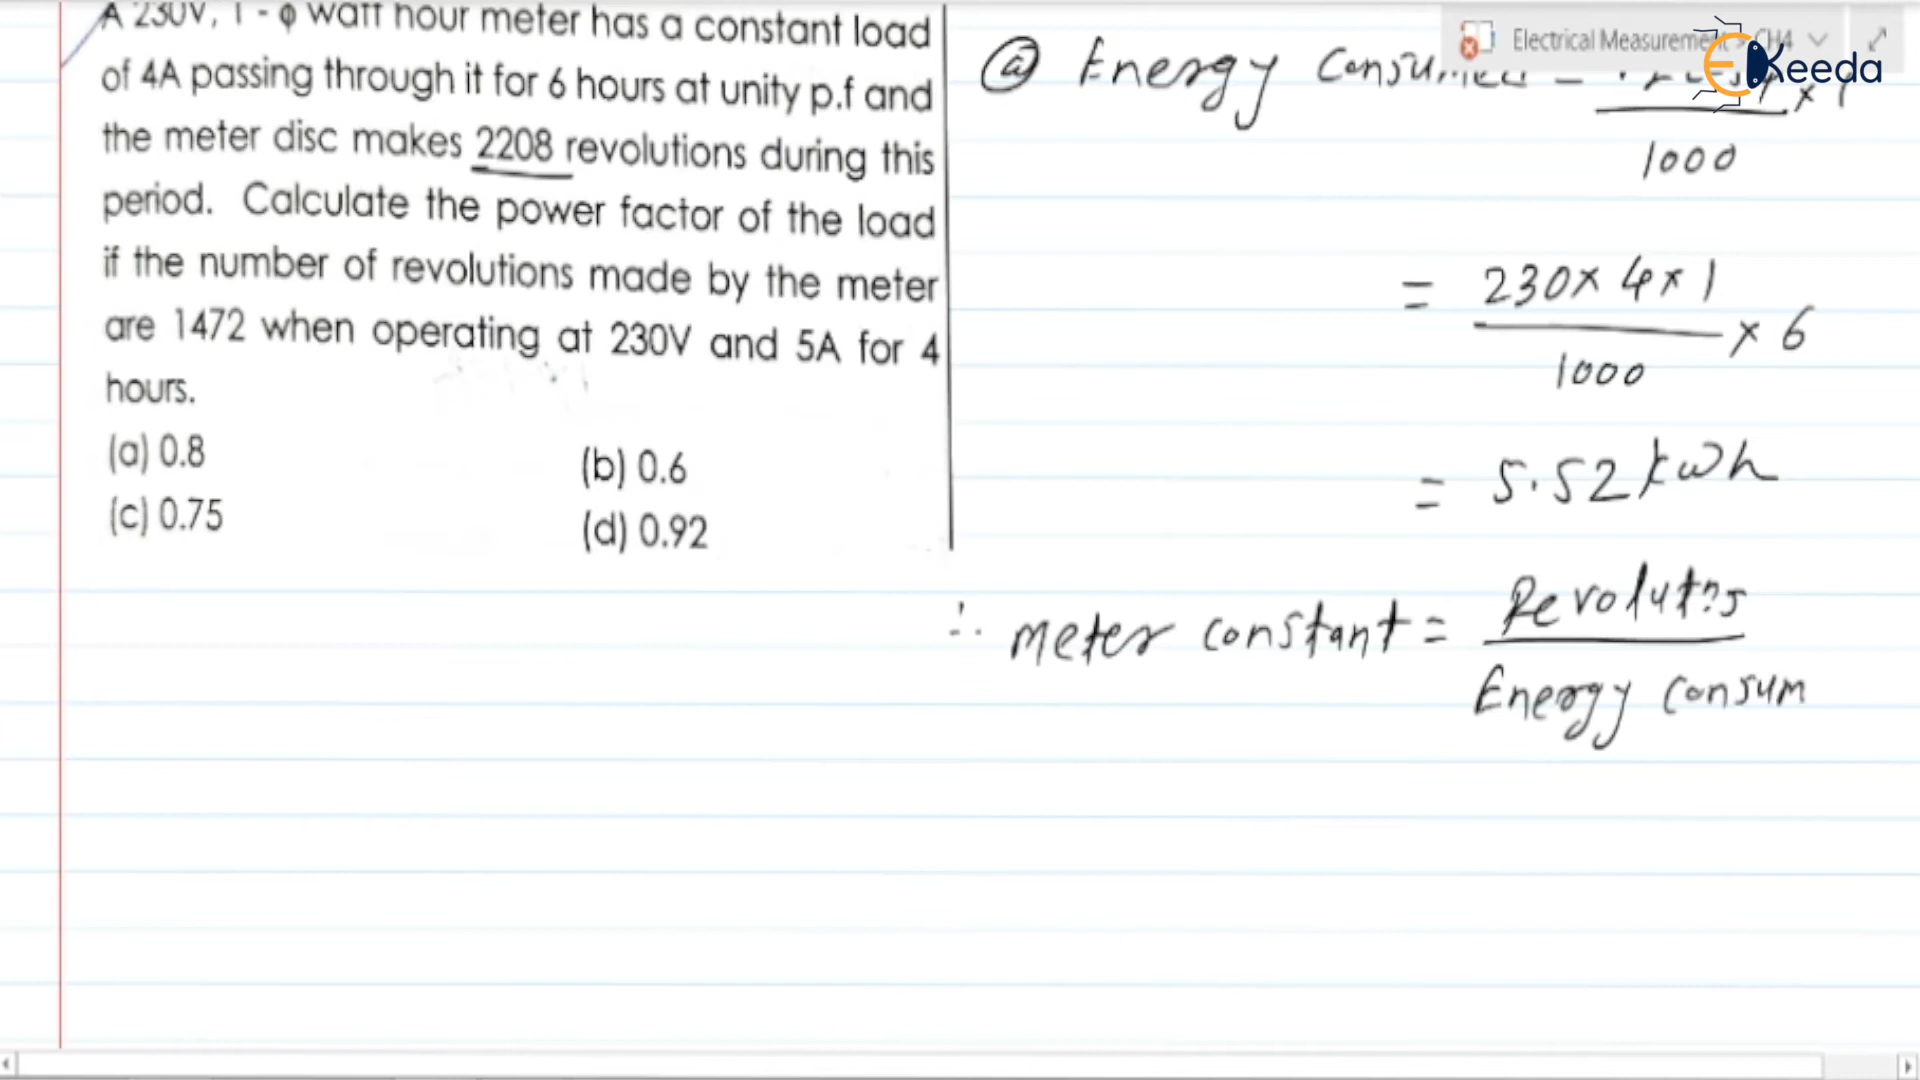 A 230V, 1 - φ watt hour meter has a constant load
of 4A passing through it for 6 hours at unity p.f and
the meter disc makes 2208 revolutions during this
period. Calculate the power factor of the load
if the number of revolutions made by the meter
are 1472 when operating at 230V and 5A for 4
hours.
(a) 0.8
(b) 0.6
(c) 0.75
(d) 0.92
Electrical Measurement CH4
EKeeda
(a) Energy Consumed =
1000
= 230 × 4 × 1
× 6
1000
= 5.52 kwh
∴ Meter constant = Revolutns
Energy consum